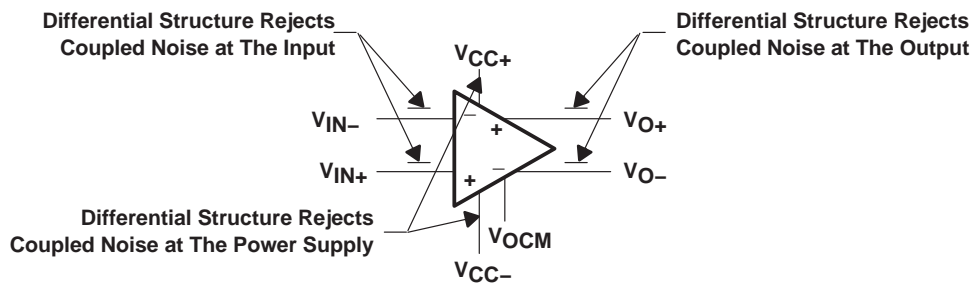 Differential Structure Rejects
Coupled Noise at The Input
Differential Structure Rejects
Coupled Noise at The Output
VCC+
VIN–
–
+
VO+
VIN+
+
–
VO–
Differential Structure Rejects
Coupled Noise at The Power Supply
VOCM
VCC–